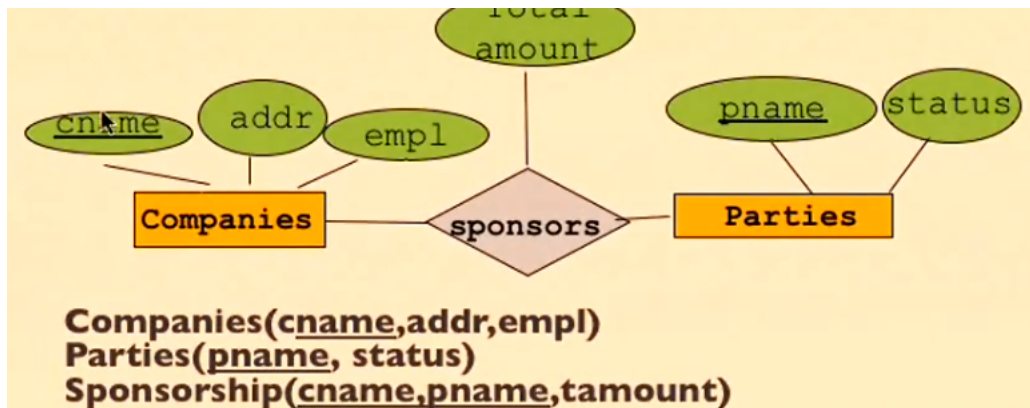 Total
amount
cname
addr
empl
pname
status
Companies
sponsors
Parties
Companies(cname,addr,empl)
Parties(pname, status)
Sponsorship(cname,pname,tamount)